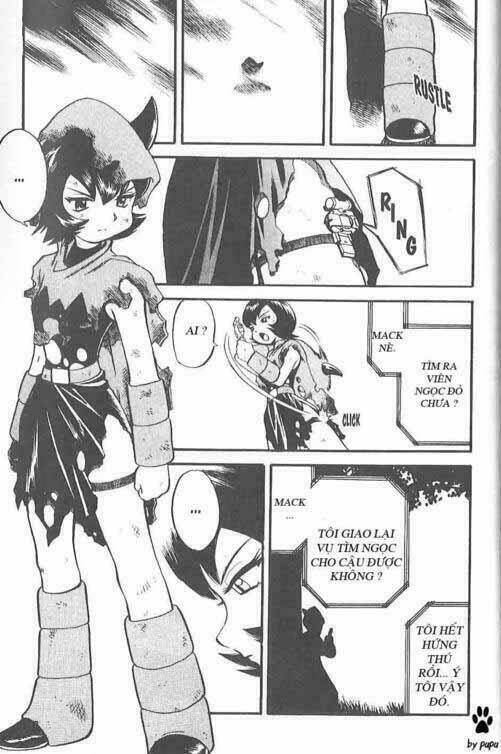 RUSTLE
...
RING
AI ?
MACK
NÈ.
TÌM RA
VIÊN
NGỌC ĐỎ
CHƯA ?
CLICK
...
MACK
...
TÔI GIAO LẠI
VỤ TÌM NGỌC
CHO CẬU ĐƯỢC
KHÔNG ?
TÔI HẾT
HỨNG
THÚ
RỒI... Ý
TÔI VẬY
ĐÓ.
by pupu